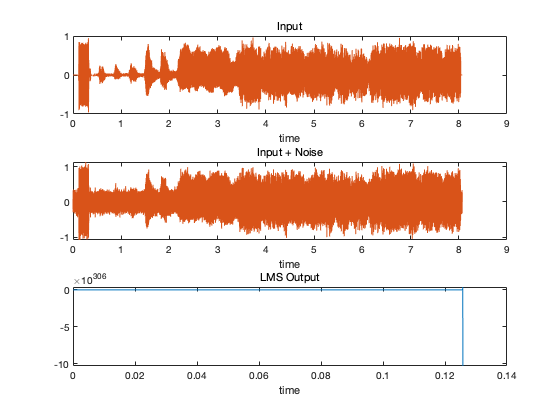 Input
1
0
-1
0 1 2 3 4 5 6 7 8 9
time
Input + Noise
1
0
-1
0 1 2 3 4 5 6 7 8 9
time
×10^306
LMS Output
0
-5
-10
0 0.02 0.04 0.06 0.08 0.1 0.12 0.14
time